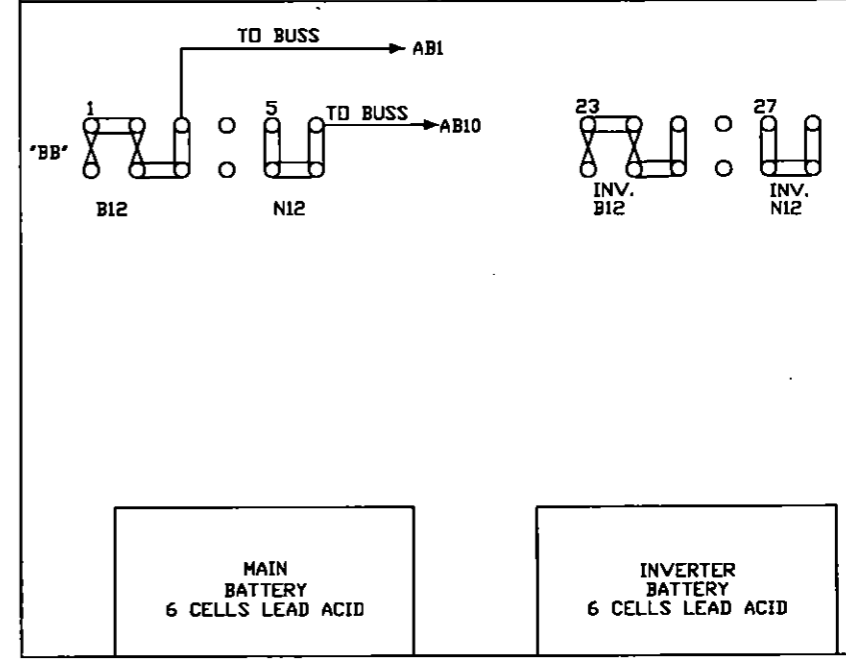 TO BUSS
AB1
1
5
TO BUSS
AB10
23
27
"BB"
B12
N12
INV.
B12
INV.
N12
MAIN
BATTERY
6 CELLS LEAD ACID
INVERTER
BATTERY
6 CELLS LEAD ACID